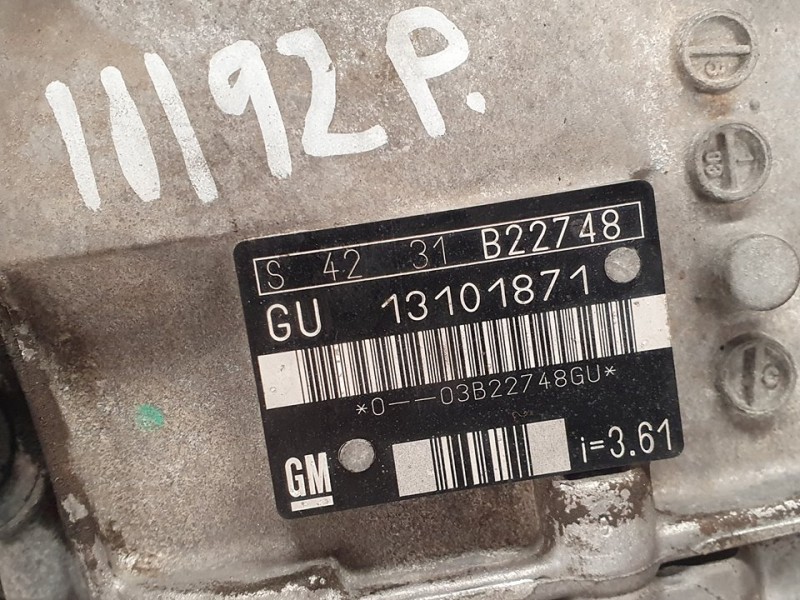 11192P.
S 42 31 B22748
GU 13101871
*0---03B22748GU*
GM
i=3.61